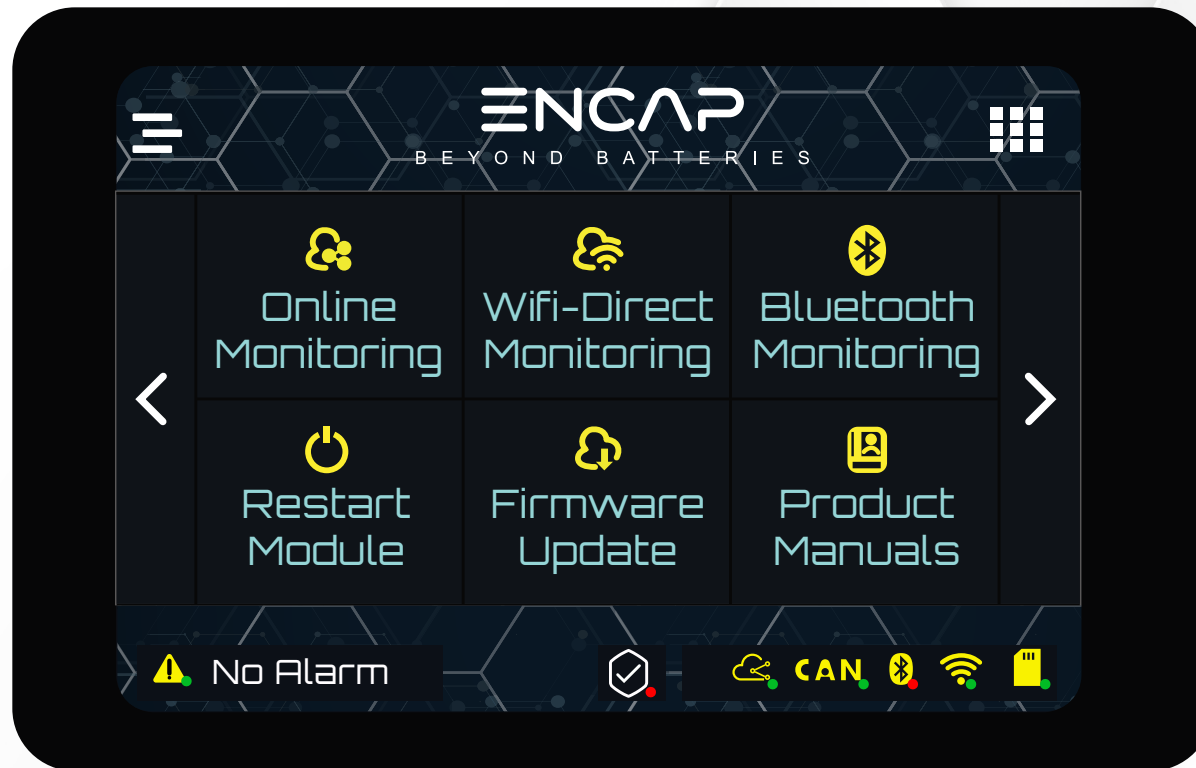 ENCAP
BEYOND BATTERIES
Online
Monitoring
Wifi-Direct
Monitoring
Bluetooth
Monitoring
Restart
Module
Firmware
Update
Product
Manuals
No Alarm
CAN